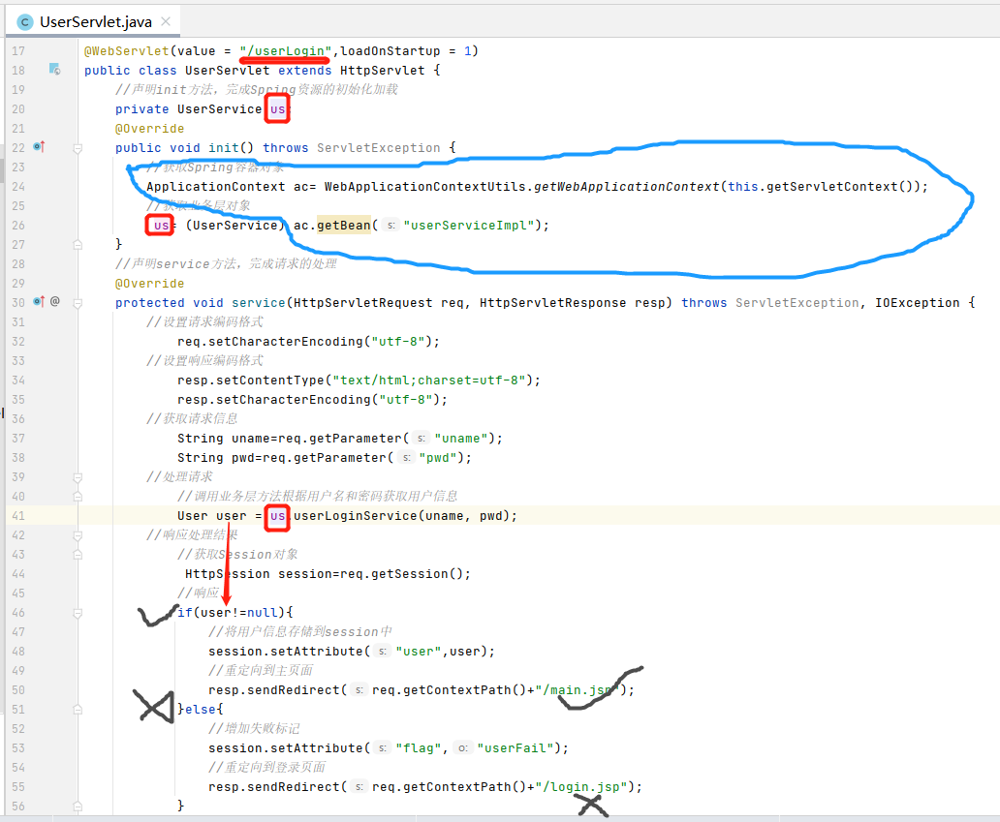 UserServlet.java
17 @WebServlet(value = "/userLogin",loadOnStartup = 1)
18 public class UserServlet extends HttpServlet {
19 //声明init方法，完成Spring资源的初始化加载
20 private UserService us;
21 @Override
22 public void init() throws ServletException {
23 //获取Spring容器对象
24 ApplicationContext ac= WebApplicationContextUtils.getWebApplicationContext(this.getServletContext());
25 //获取业务层对象
26 us= (UserService) ac.getBean( s: "userServiceImpl");
27 }
28 //声明service方法，完成请求的处理
29 @Override
30 @ protected void service(HttpServletRequest req, HttpServletResponse resp) throws ServletException, IOException {
31 //设置请求编码格式
32 req.setCharacterEncoding("utf-8");
33 //设置响应编码格式
34 resp.setContentType("text/html;charset=utf-8");
35 resp.setCharacterEncoding("utf-8");
36 //获取请求信息
37 String uname=req.getParameter( s: "uname");
38 String pwd=req.getParameter( s: "pwd");
39 //处理请求
40 //调用业务层方法根据用户名和密码获取用户信息
41 User user = us.userLoginService(uname, pwd);
42 //响应处理结果
43 //获取Session对象
44 HttpSession session=req.getSession();
45 //响应
46 if(user!=null){
47 //将用户信息存储到session中
48 session.setAttribute( s: "user",user);
49 //重定向到主页面
50 resp.sendRedirect( s: req.getContextPath()+"/main.jsp");
51 }else{
52 //增加失败标记
53 session.setAttribute( s: "flag", o: "userFail");
54 //重定向到登录页面
55 resp.sendRedirect( s: req.getContextPath()+"/login.jsp");
56 }